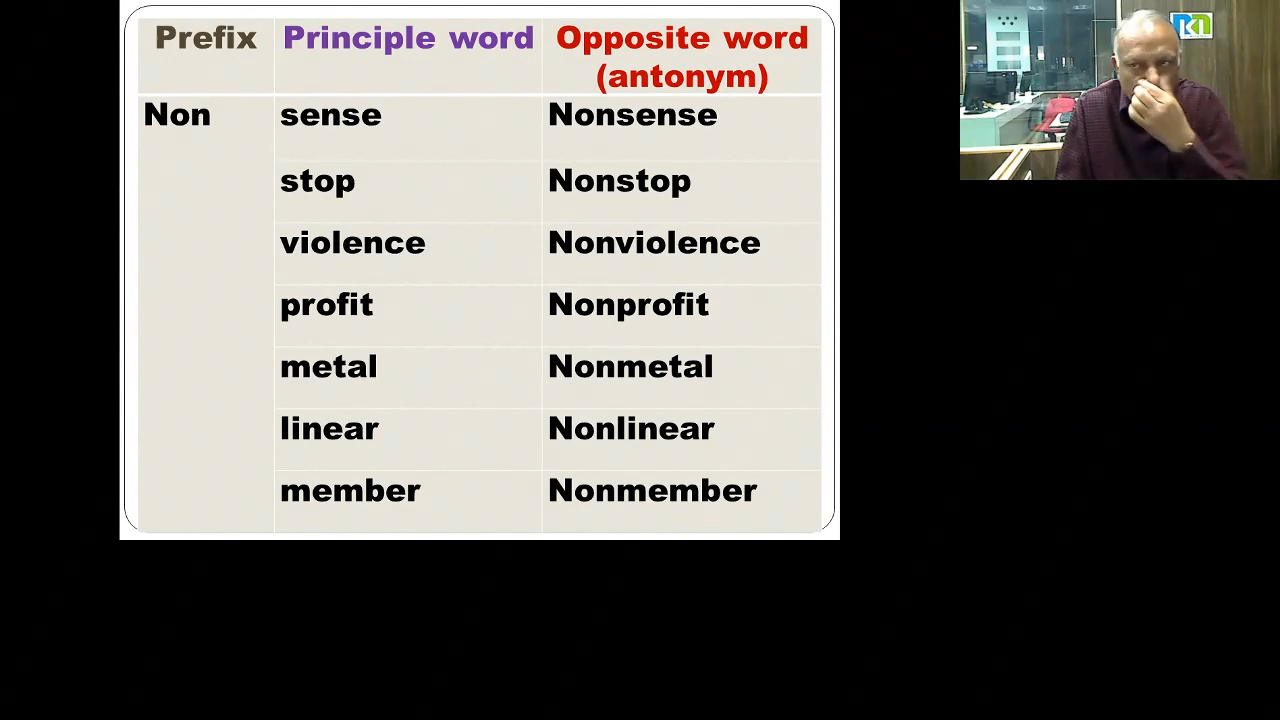 Prefix Principle word Opposite word
(antonym)
Non sense Nonsense
stop Nonstop
violence Nonviolence
profit Nonprofit
metal Nonmetal
linear Nonlinear
member Nonmember